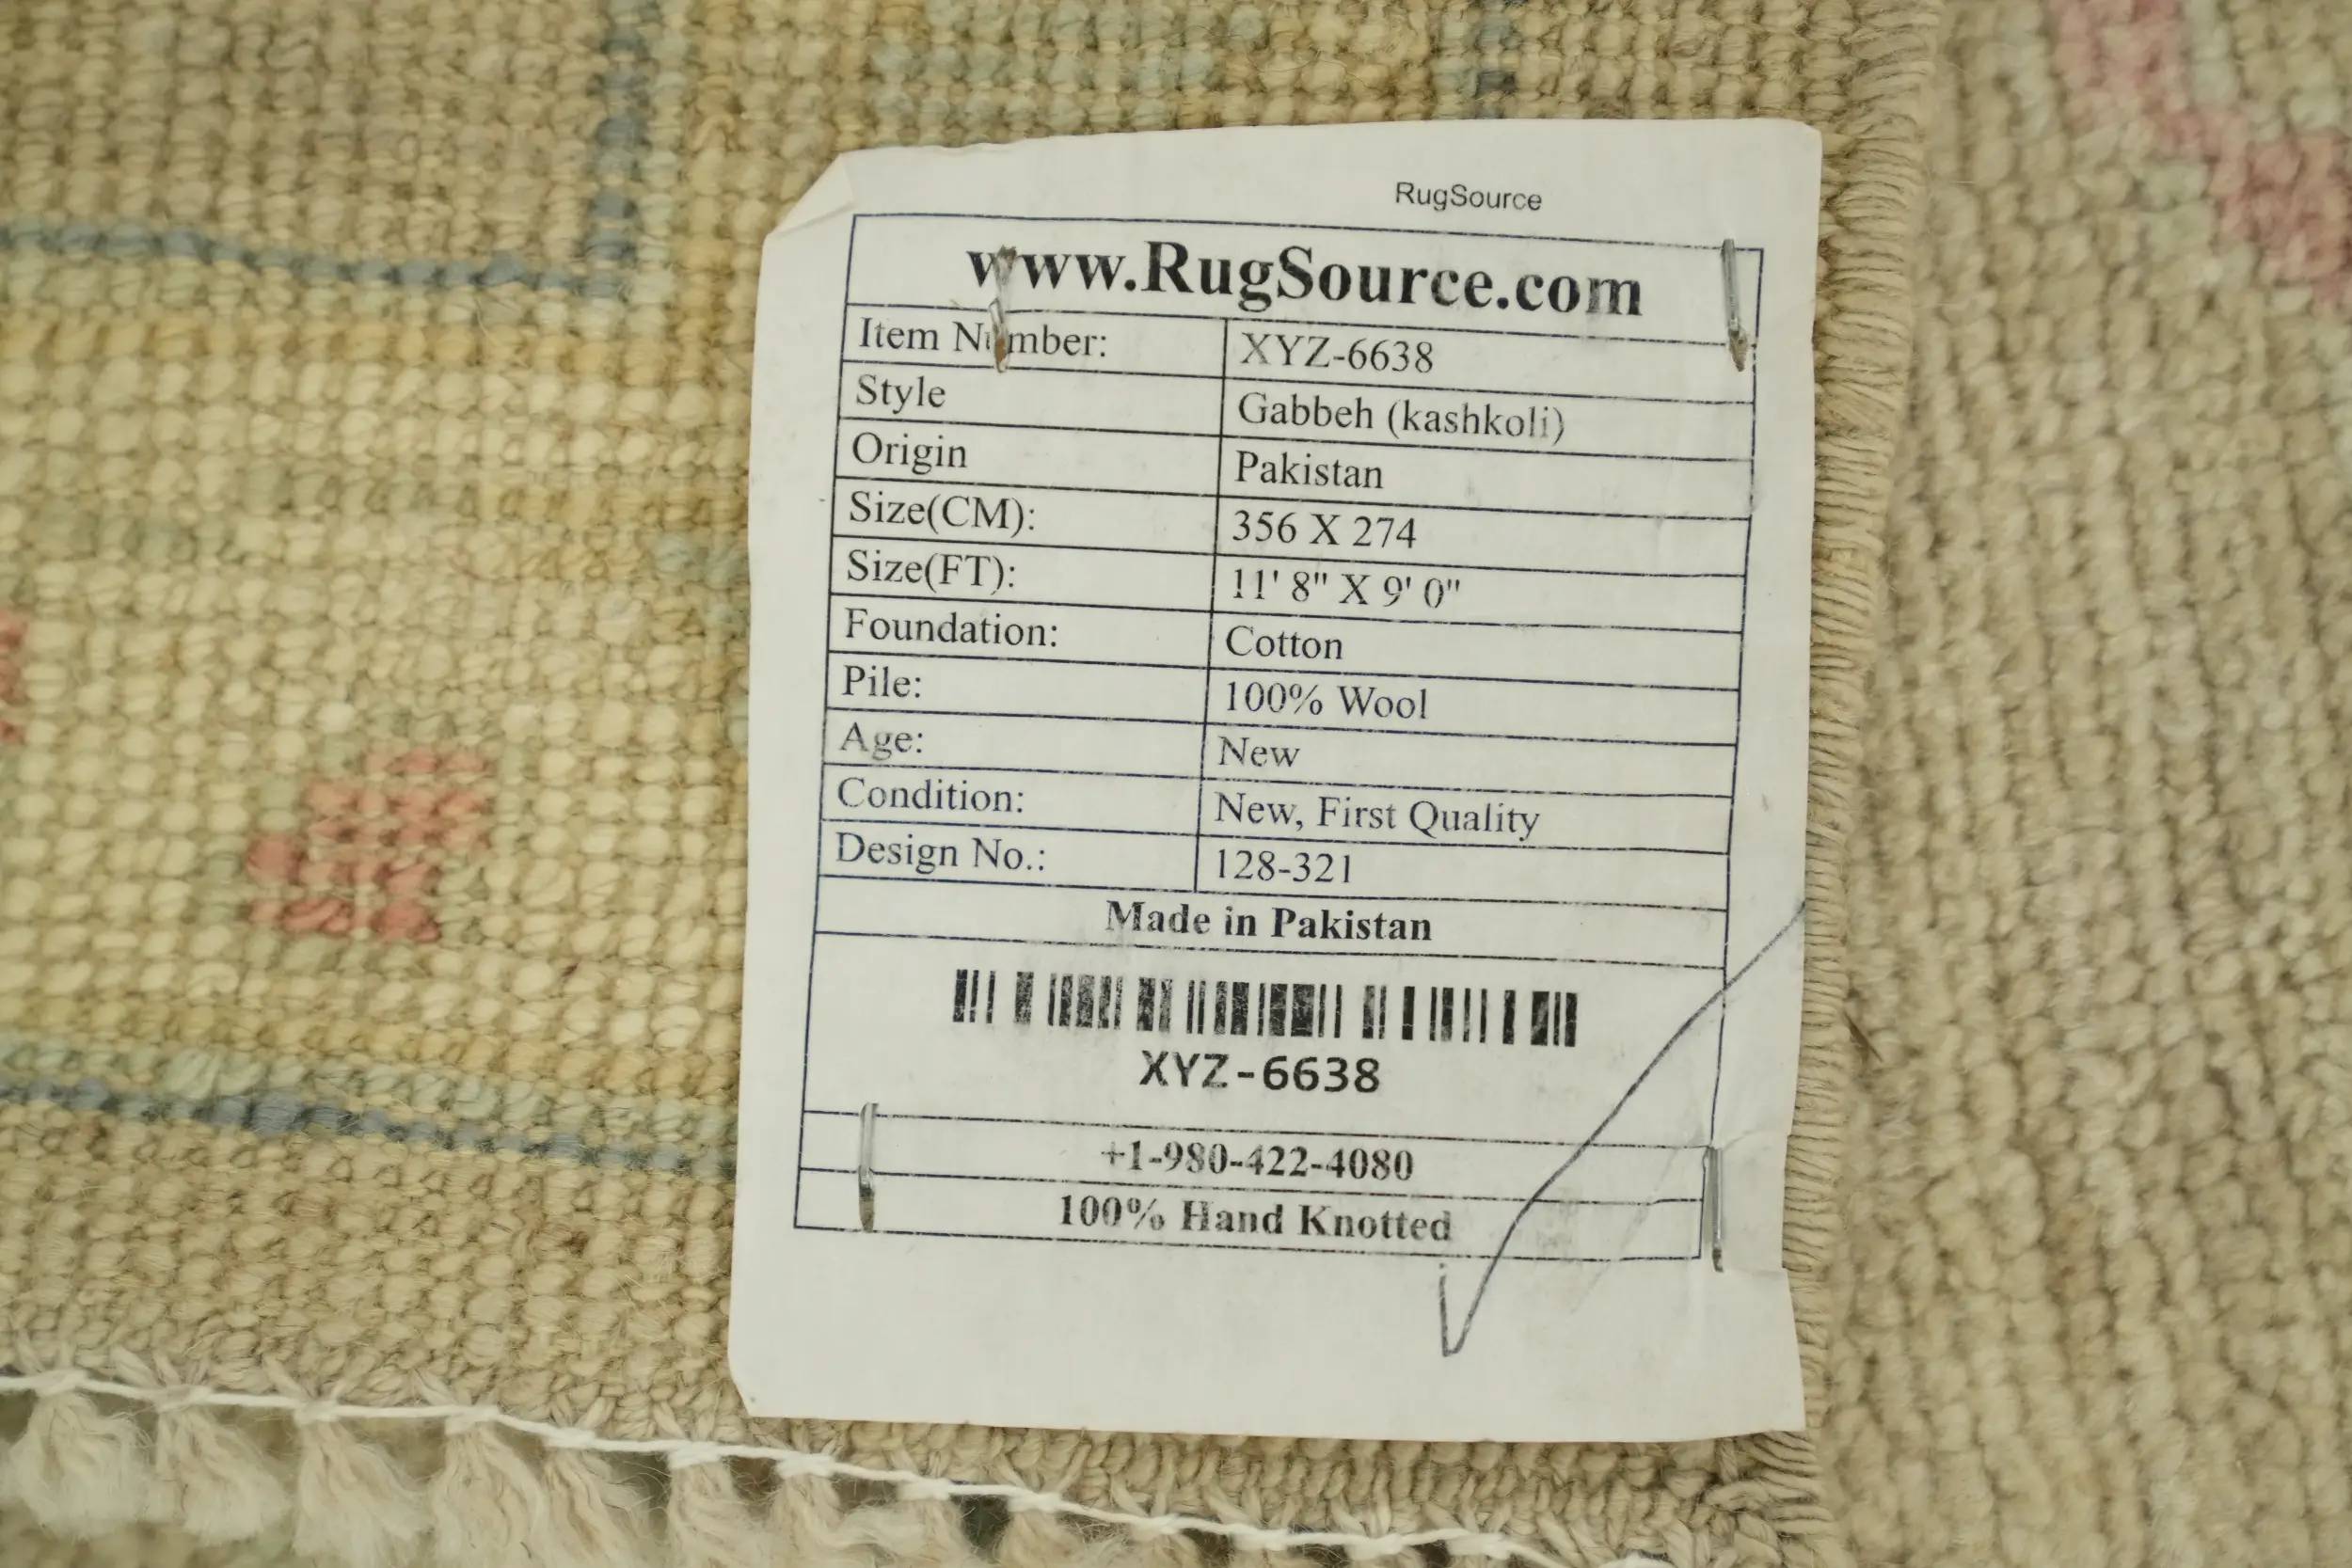 RugSource
www.RugSource.com
Item Number: XYZ-6638
Style Gabbeh (kashkoli)
Origin Pakistan
Size(CM): 356 X 274
Size(FT): 11' 8" X 9' 0"
Foundation: Cotton
Pile: 100% Wool
Age: New
Condition: New, First Quality
Design No.: 128-321
Made in Pakistan
XYZ-6638
+1-980-422-4080
100% Hand Knotted